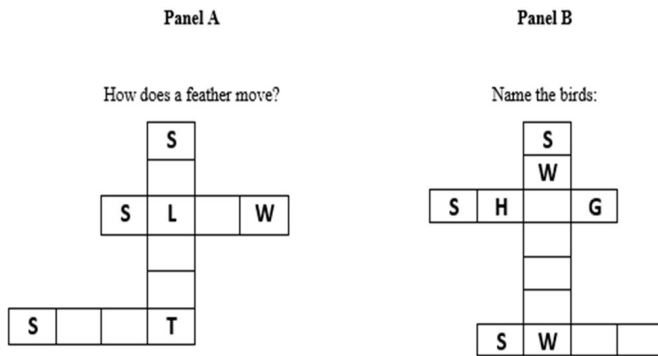 Panel A Panel B
How does a feather move? Name the birds:
S S
W
S L W S H G
S T S W